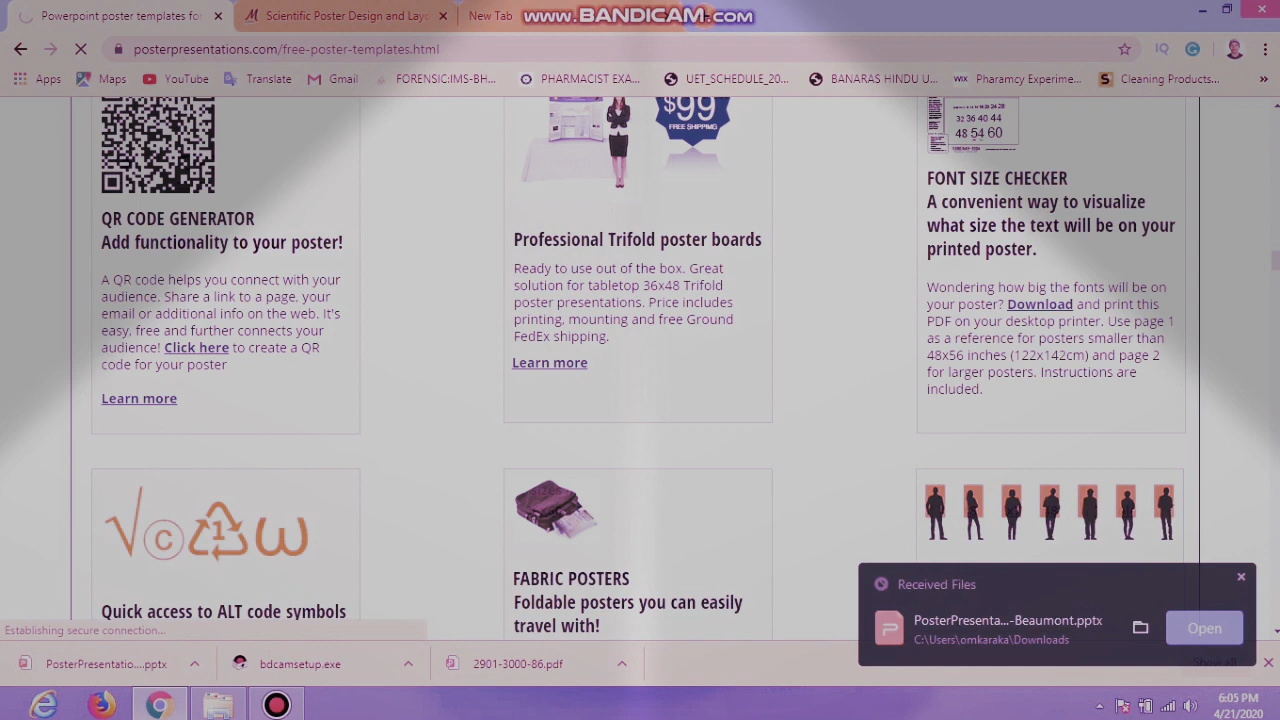 Powerpoint poster templates for
Scientific Poster Design and Layo
New Tab
www.BANDICAM.com
posterpresentations.com/free-poster-templates.html
IQ
Apps
Maps
YouTube
Translate
Gmail
FORENSIC:IMS-BH...
PHARMACIST EXA...
UET_SCHEDULE_20...
BANARAS HINDU U...
WIX
Pharamcy Experime...
Cleaning Products...
QR CODE GENERATOR
Add functionality to your poster!
A QR code helps you connect with your
audience. Share a link to a page, your
email or additional info on the web. It's
easy, free and further connects your
audience! Click here to create a QR
code for your poster
Learn more
$99
FREE SHIPPING
Professional Trifold poster boards
Ready to use out of the box. Great
solution for tabletop 36x48 Trifold
poster presentations. Price includes
printing, mounting and free Ground
FedEx shipping.
Learn more
32 36 40 44
48 54 60
FONT SIZE CHECKER
A convenient way to visualize
what size the text will be on your
printed poster.
Wondering how big the fonts will be on
your poster? Download and print this
PDF on your desktop printer. Use page 1
as a reference for posters smaller than
48x56 inches (122x142cm) and page 2
for larger posters. Instructions are
included.
√ © 1 ω
Quick access to ALT code symbols
FABRIC POSTERS
Foldable posters you can easily
travel with!
Received Files
PosterPresenta...-Beaumont.pptx
C:\Users\omkaraka\Downloads
Open
Establishing secure connection...
PosterPresentatio....pptx
bdcamsetup.exe
2901-3000-86.pdf
Show all
6:05 PM
4/21/2020